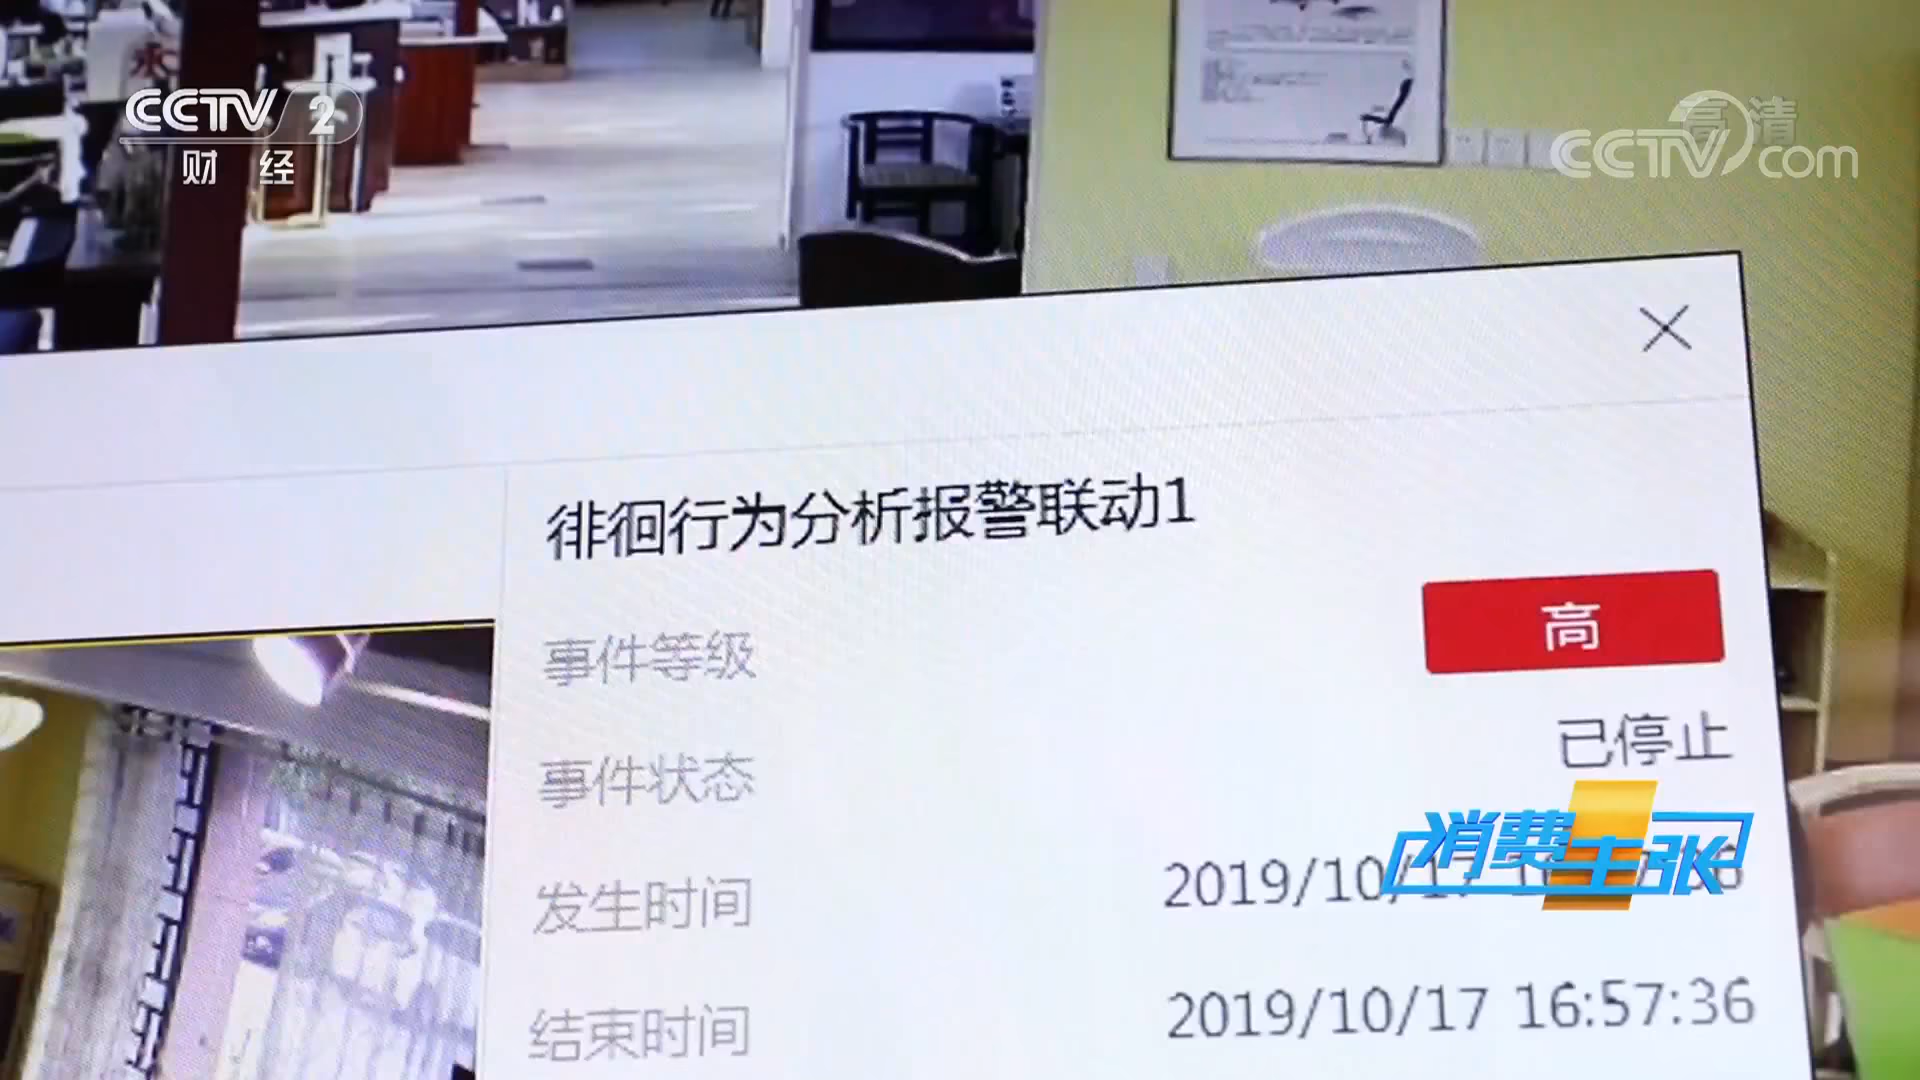 CCTV 2
财 经
高清
CCTV com
徘徊行为分析报警联动1
事件等级
高
事件状态
已停止
消费主张
发生时间
2019/10/17
结束时间
2019/10/17 16:57:36